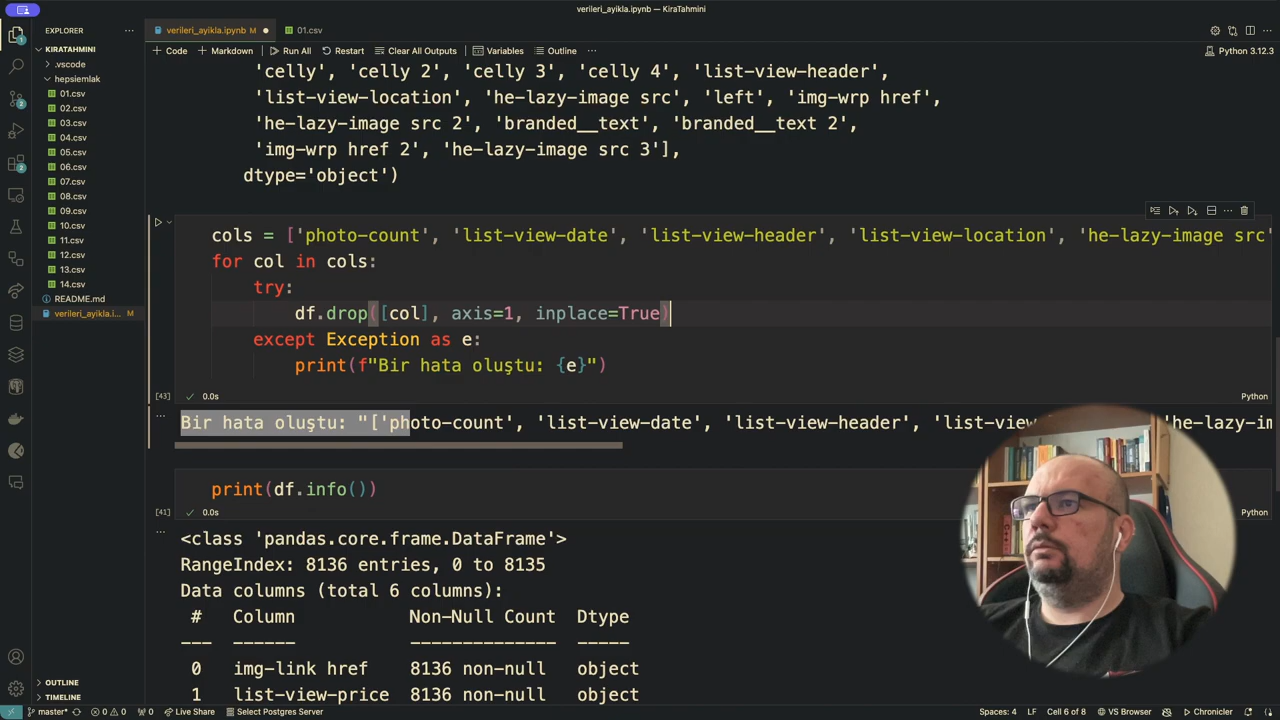 verileri_ayikla.ipynb — KiraTahmini
EXPLORER
verileri_ayikla.ipynb M
01.csv
KIRATAHMINI
Code
Markdown
Run All
Restart
Clear All Outputs
Variables
Outline
Python 3.12.3
.vscode
hepsiemlak
01.csv
02.csv
03.csv
04.csv
05.csv
06.csv
07.csv
08.csv
09.csv
10.csv
11.csv
12.csv
13.csv
14.csv
README.md
verileri_ayikla.i... M
OUTLINE
TIMELINE
'celly', 'celly 2', 'celly 3', 'celly 4', 'list-view-header',
'list-view-location', 'he-lazy-image src', 'left', 'img-wrp href',
'he-lazy-image src 2', 'branded__text', 'branded__text 2',
'img-wrp href 2', 'he-lazy-image src 3'],
dtype='object')
cols = ['photo-count', 'list-view-date', 'list-view-header', 'list-view-location', 'he-lazy-image src'
for col in cols:
try:
df.drop([col], axis=1, inplace=True)
except Exception as e:
print(f"Bir hata oluştu: {e}")
[43]
0.0s
Python
Bir hata oluştu: "['photo-count', 'list-view-date', 'list-view-header', 'list-view
print(df.info())
[41]
0.0s
Python
<class 'pandas.core.frame.DataFrame'>
RangeIndex: 8136 entries, 0 to 8135
Data columns (total 6 columns):
# Column Non-Null Count Dtype
--- ------ -------------- -----
0 img-link href 8136 non-null object
1 list-view-price 8136 non-null object
master*
0 0
0
Live Share
Select Postgres Server
Spaces: 4
LF
Cell 6 of 8
VS Browser
Chronicler